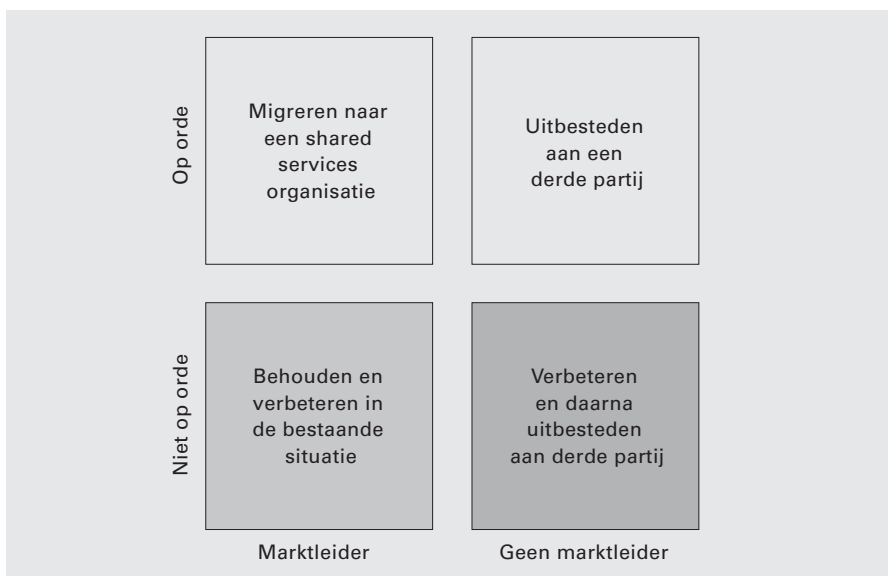 Op orde
Migreren naar
een shared
services
organisatie
Uitbesteden
aan een
derde partij
Niet op orde
Behouden en
verbeteren in
de bestaande
situatie
Verbeteren
en daarna
uitbesteden
aan derde partij
Marktleider
Geen marktleider